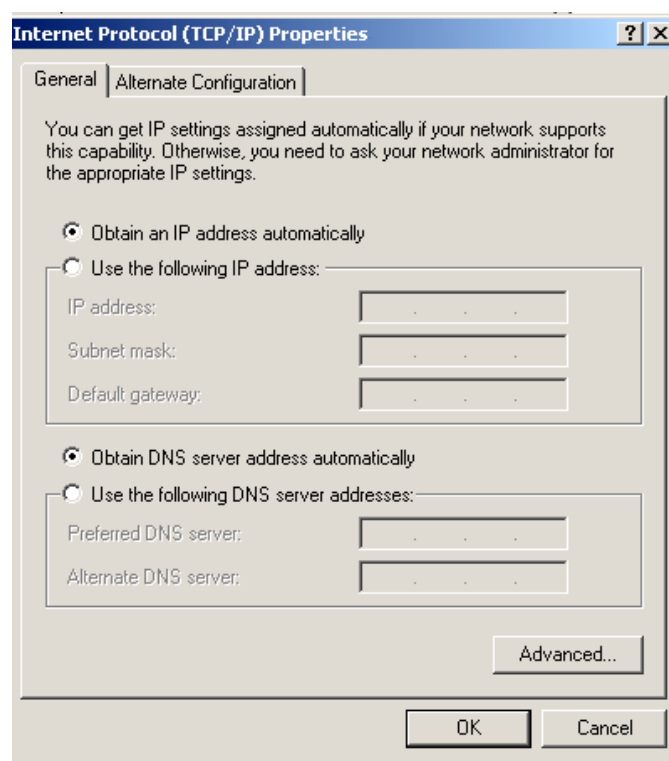 Internet Protocol (TCP/IP) Properties
General
Alternate Configuration
You can get IP settings assigned automatically if your network supports
this capability. Otherwise, you need to ask your network administrator for
the appropriate IP settings.
Obtain an IP address automatically
Use the following IP address:
IP address:
Subnet mask:
Default gateway:
Obtain DNS server address automatically
Use the following DNS server addresses:
Preferred DNS server:
Alternate DNS server:
Advanced...
OK
Cancel